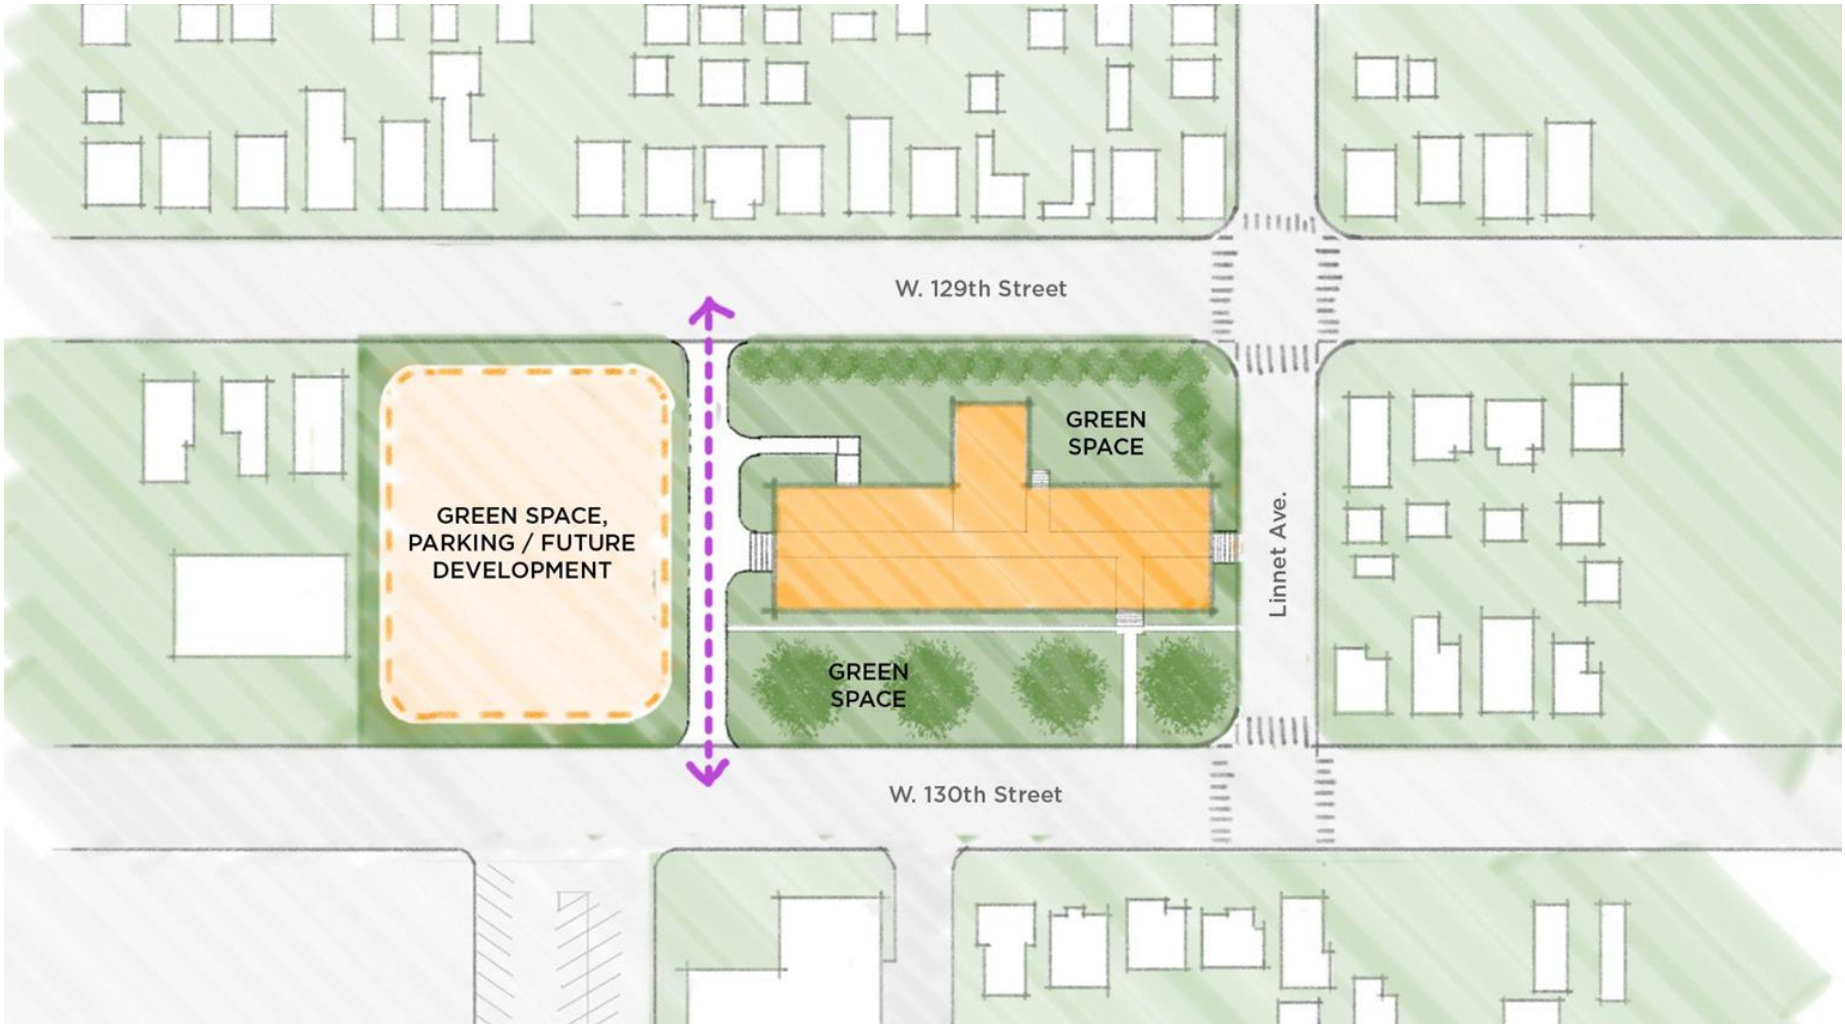 W. 129th Street
GREEN
SPACE
GREEN SPACE,
PARKING / FUTURE
DEVELOPMENT
Linnet Ave.
GREEN
SPACE
W. 130th Street